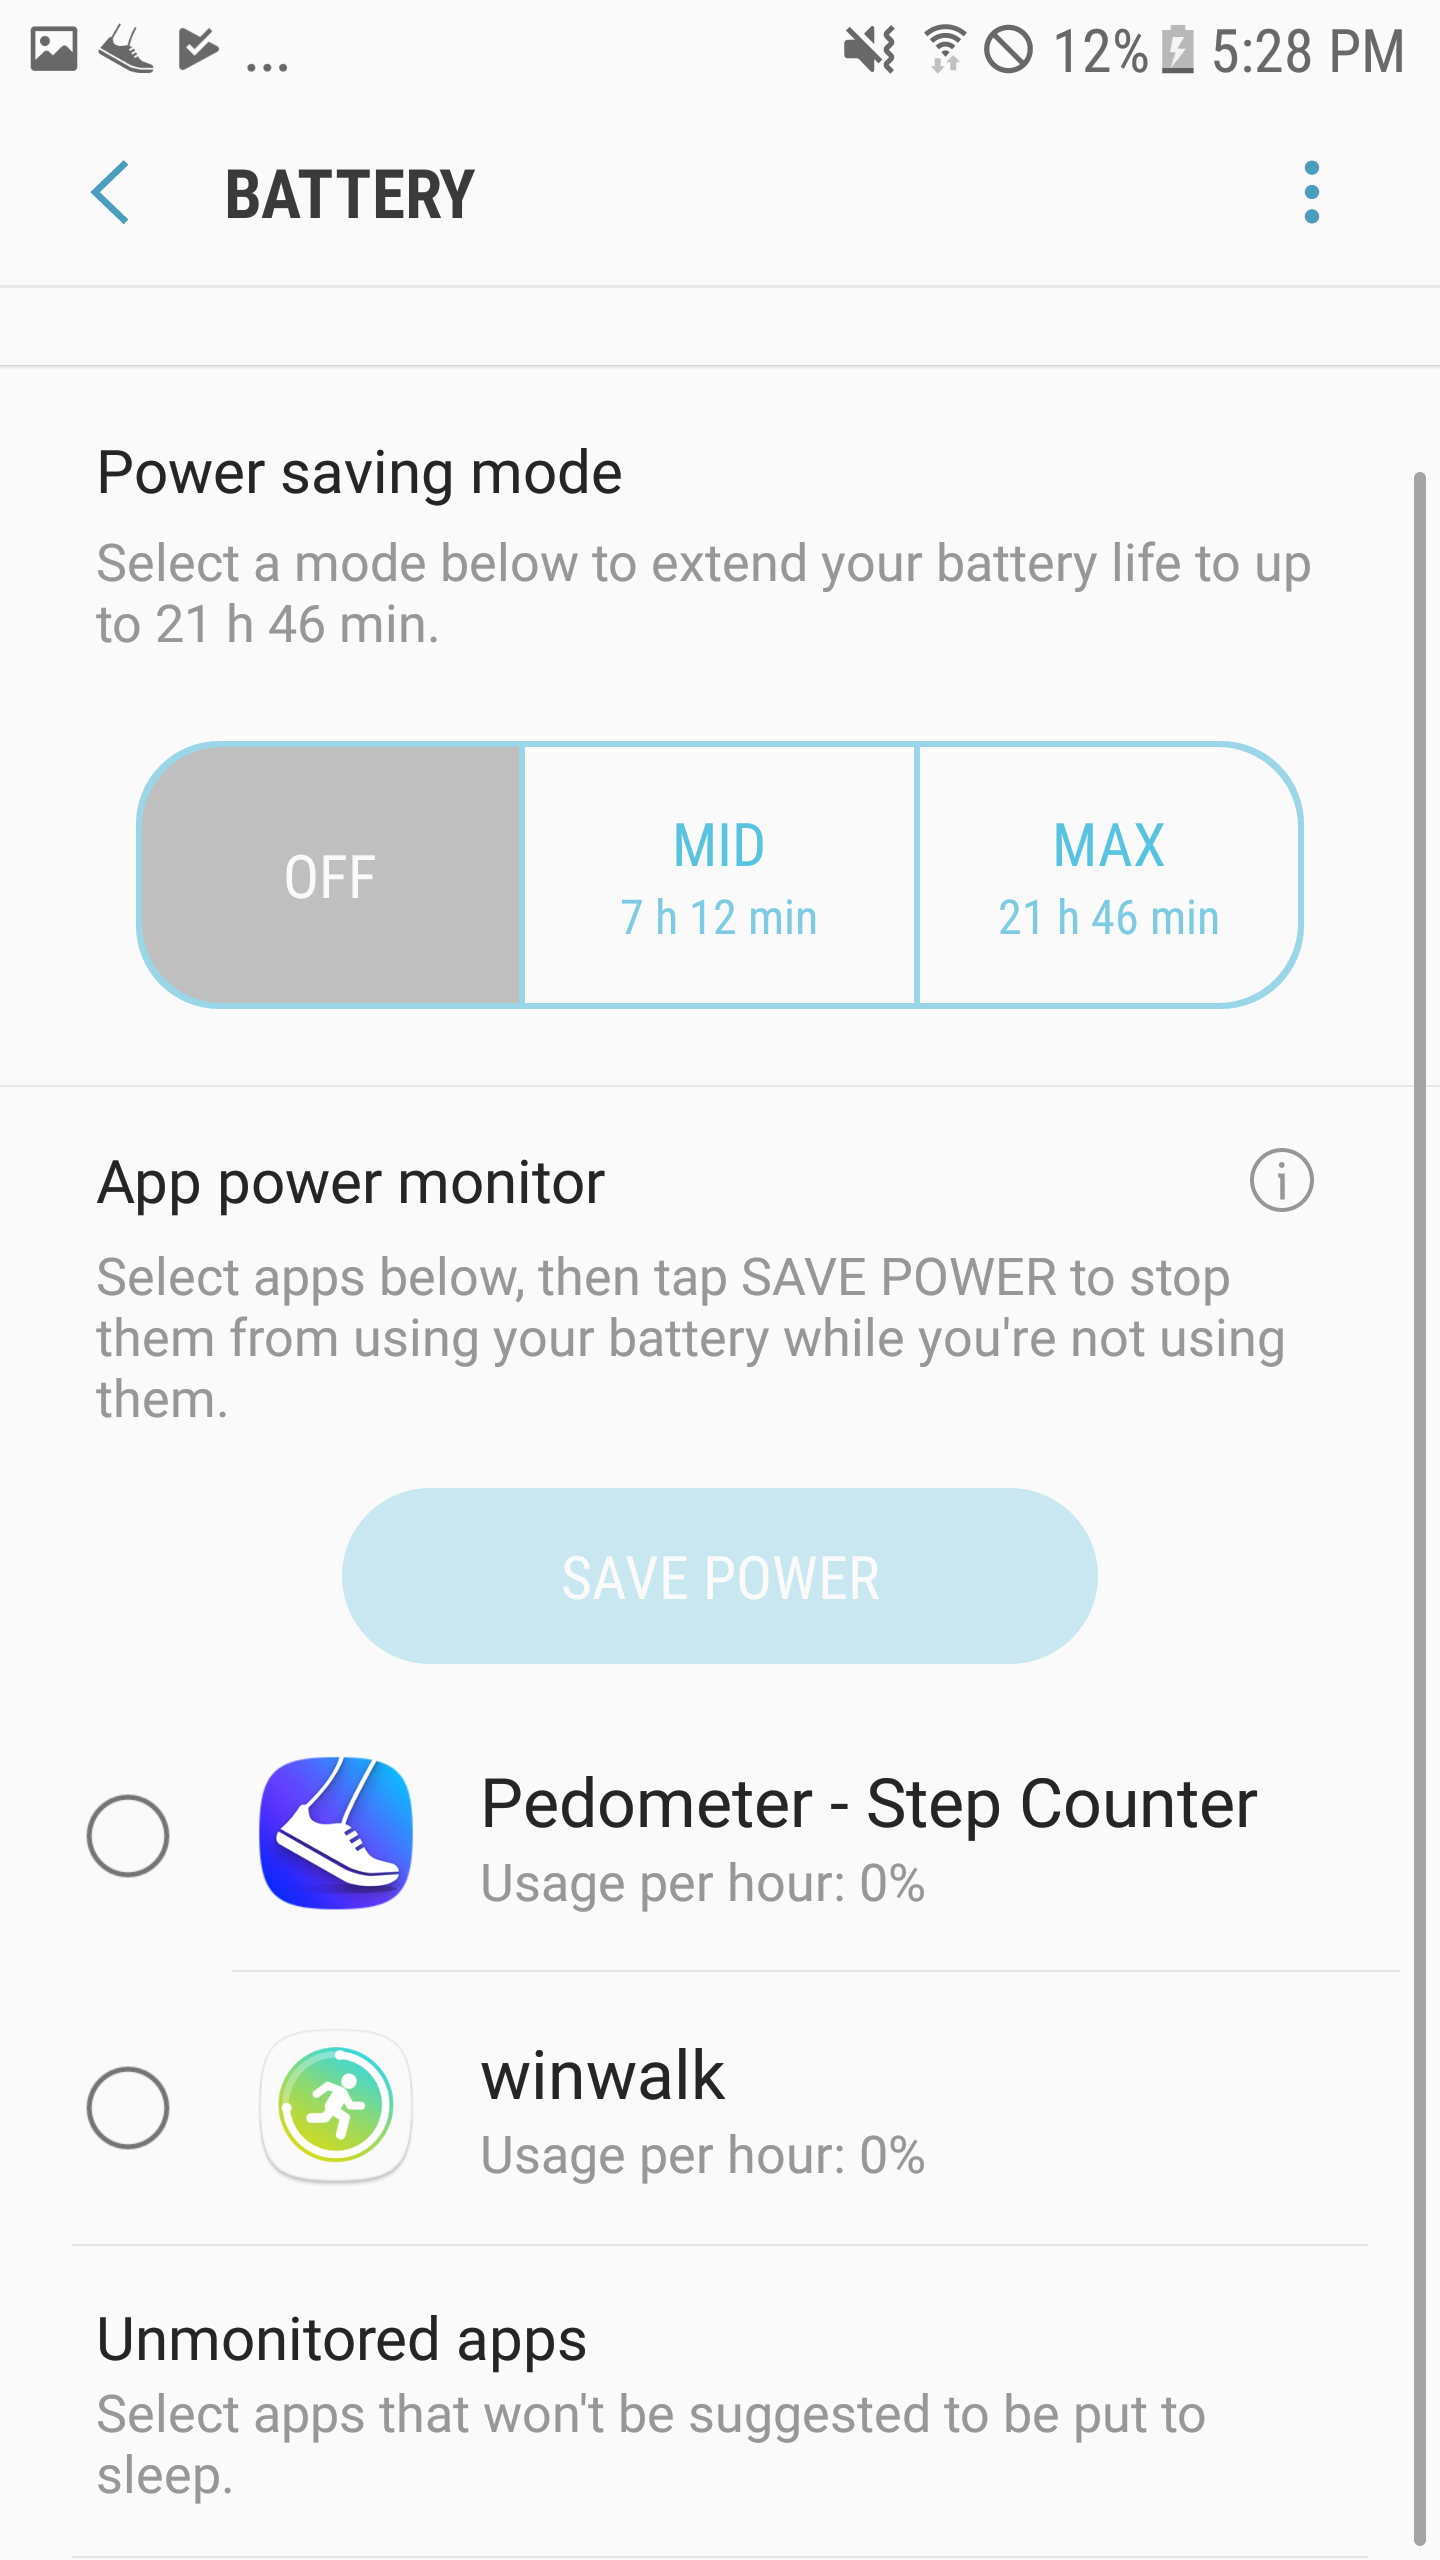 ... 12% 5:28 PM
BATTERY
Power saving mode
Select a mode below to extend your battery life to up
to 21 h 46 min.
OFF
MID
7 h 12 min
MAX
21 h 46 min
App power monitor
Select apps below, then tap SAVE POWER to stop
them from using your battery while you're not using
them.
SAVE POWER
Pedometer - Step Counter
Usage per hour: 0%
winwalk
Usage per hour: 0%
Unmonitored apps
Select apps that won't be suggested to be put to
sleep.